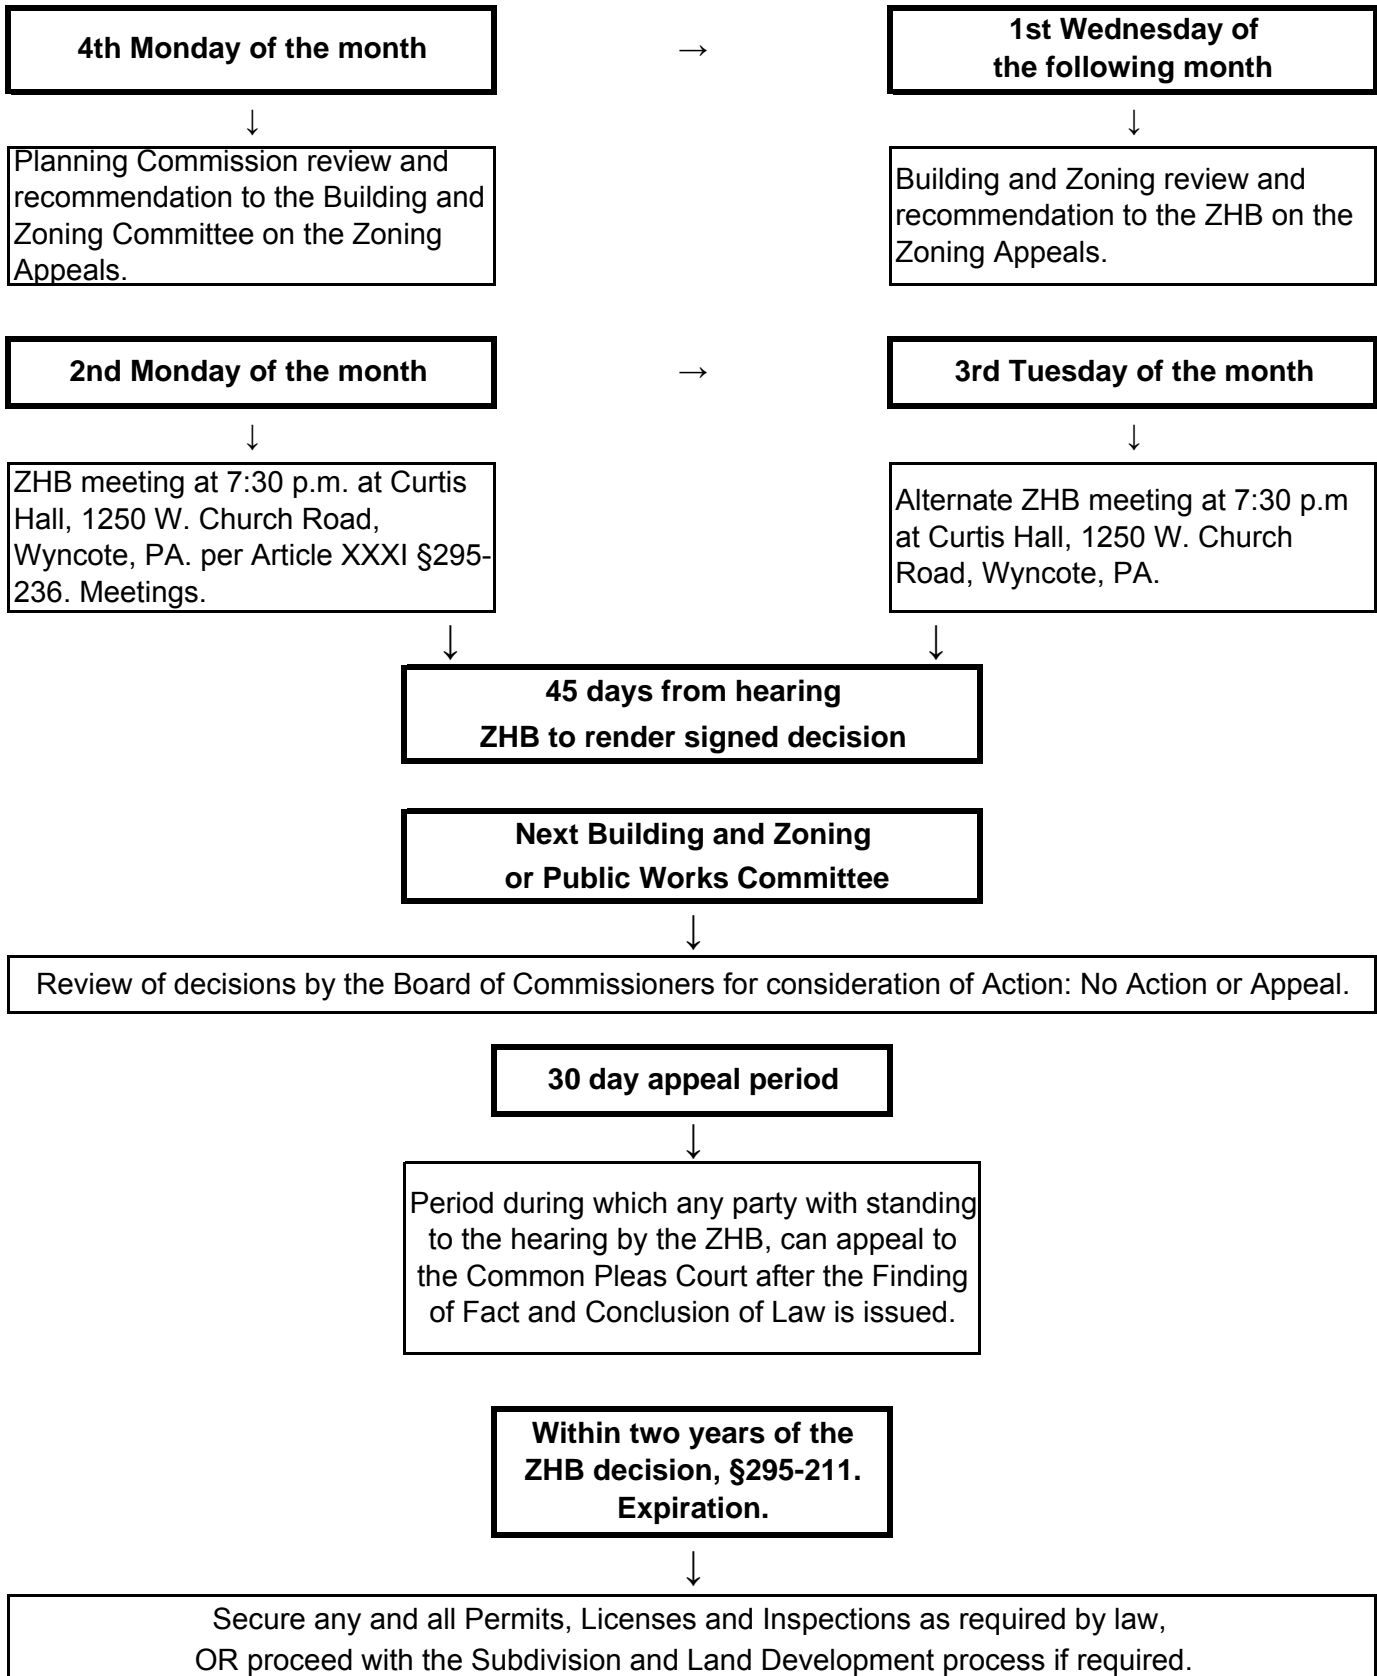 4th Monday of the month
→
1st Wednesday of
the following month
↓
↓
Planning Commission review and
recommendation to the Building and
Zoning Committee on the Zoning
Appeals.
Building and Zoning review and
recommendation to the ZHB on the
Zoning Appeals.
2nd Monday of the month
→
3rd Tuesday of the month
↓
↓
ZHB meeting at 7:30 p.m. at Curtis
Hall, 1250 W. Church Road,
Wyncote, PA. per Article XXXI §295-
236. Meetings.
Alternate ZHB meeting at 7:30 p.m
at Curtis Hall, 1250 W. Church
Road, Wyncote, PA.
↓
↓
45 days from hearing
ZHB to render signed decision
Next Building and Zoning
or Public Works Committee
↓
Review of decisions by the Board of Commissioners for consideration of Action: No Action or Appeal.
30 day appeal period
↓
Period during which any party with standing
to the hearing by the ZHB, can appeal to
the Common Pleas Court after the Finding
of Fact and Conclusion of Law is issued.
Within two years of the
ZHB decision, §295-211.
Expiration.
↓
Secure any and all Permits, Licenses and Inspections as required by law,
OR proceed with the Subdivision and Land Development process if required.